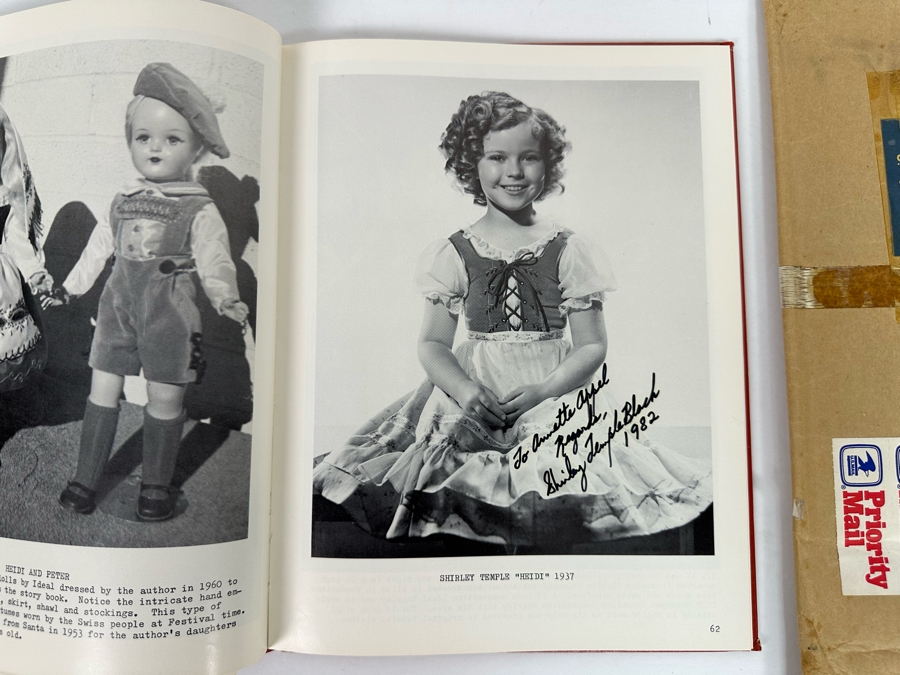 HEIDI AND PETER
olls by Ideal dressed by the author in 1960 to
the story book. Notice the intricate hand em-
, skirt, shawl and stockings. This type of
tumes worn by the Swiss people at Festival time.
from Santa in 1953 for the author's daughters
s old.
To Annette Appel
Regards,
Shirley Temple Black
1982
SHIRLEY TEMPLE "HEIDI" 1937
62
Priority
Mail